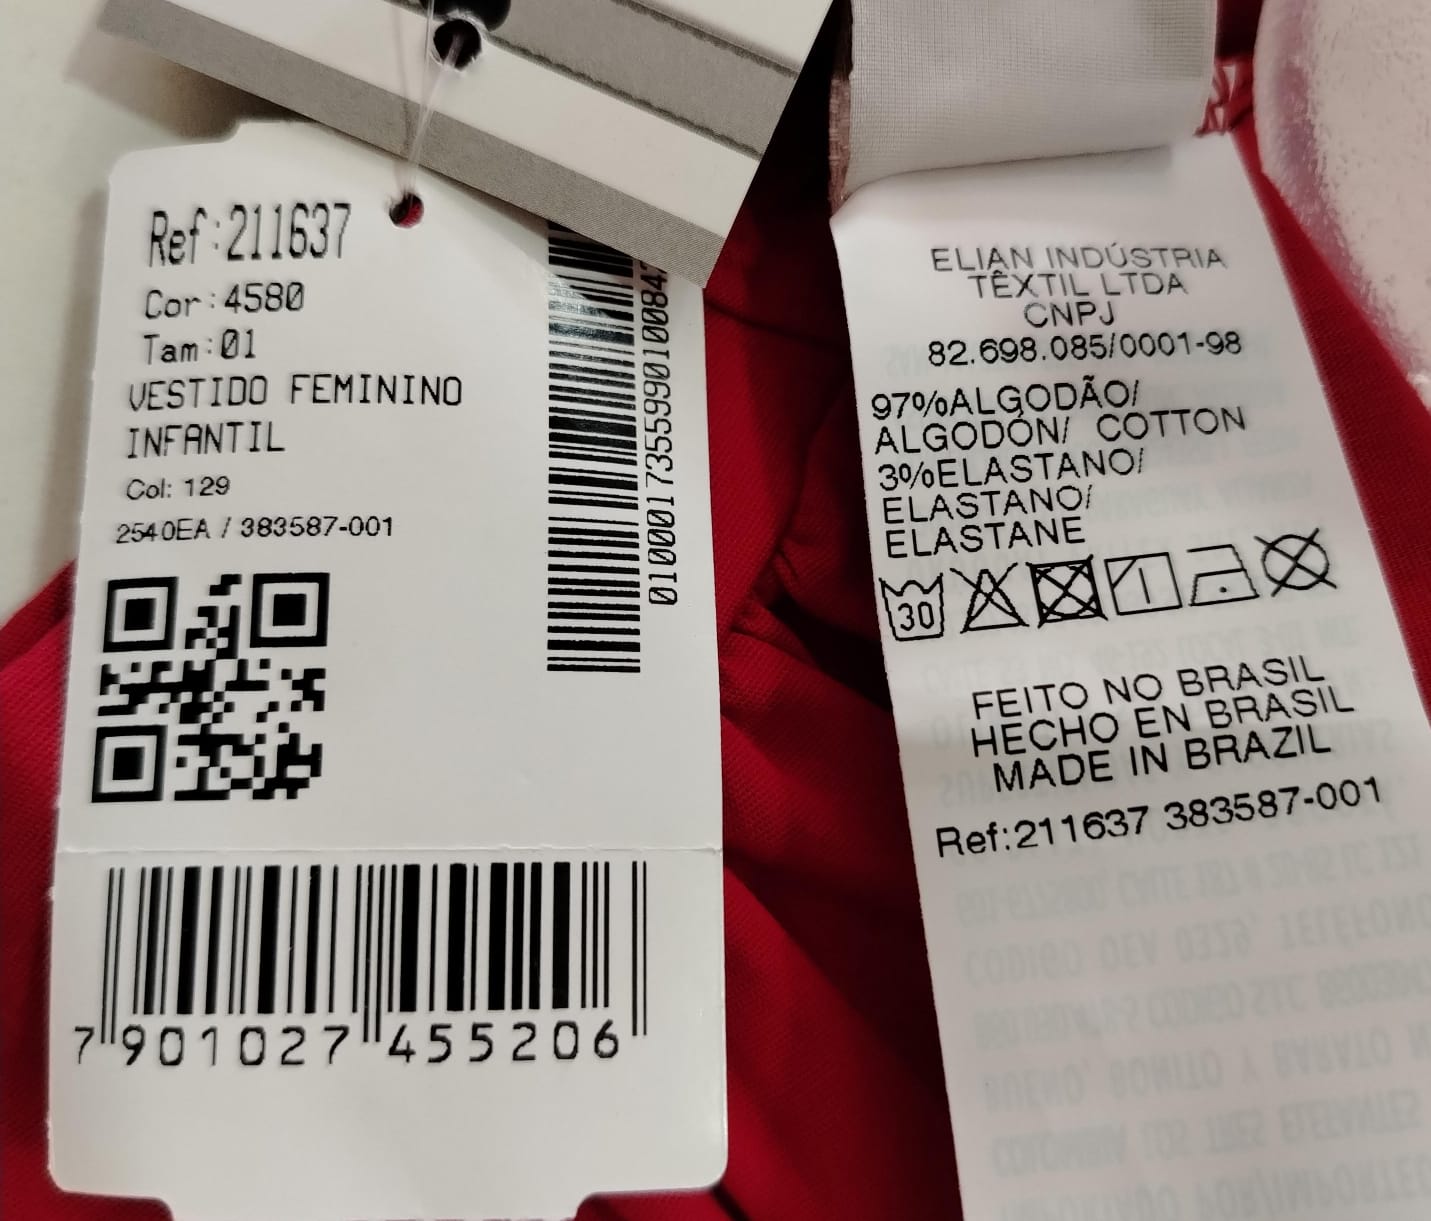 Ref:211637
Cor:4580
Tam:01
VESTIDO FEMININO
INFANTIL
Col: 129
2540EA / 383587-001
7 901027 455206
ELIAN INDÚSTRIA
TÊXTIL LTDA
CNPJ
82.698.085/0001-98
97%ALGODÃO/
ALGODÓN/ COTTON
3%ELASTANO/
ELASTANO/
ELASTANE
30
FEITO NO BRASIL
HECHO EN BRASIL
MADE IN BRAZIL
Ref:211637 383587-001